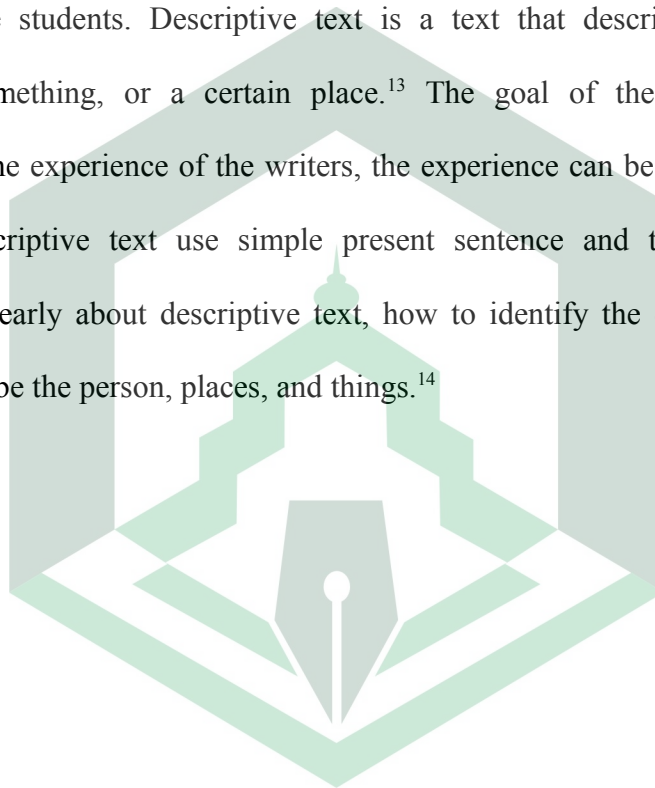 students. Descriptive text is a text that descri
mething, or a certain place.13 The goal of the
he experience of the writers, the experience can be
criptive text use simple present sentence and t
early about descriptive text, how to identify the
be the person, places, and things.14